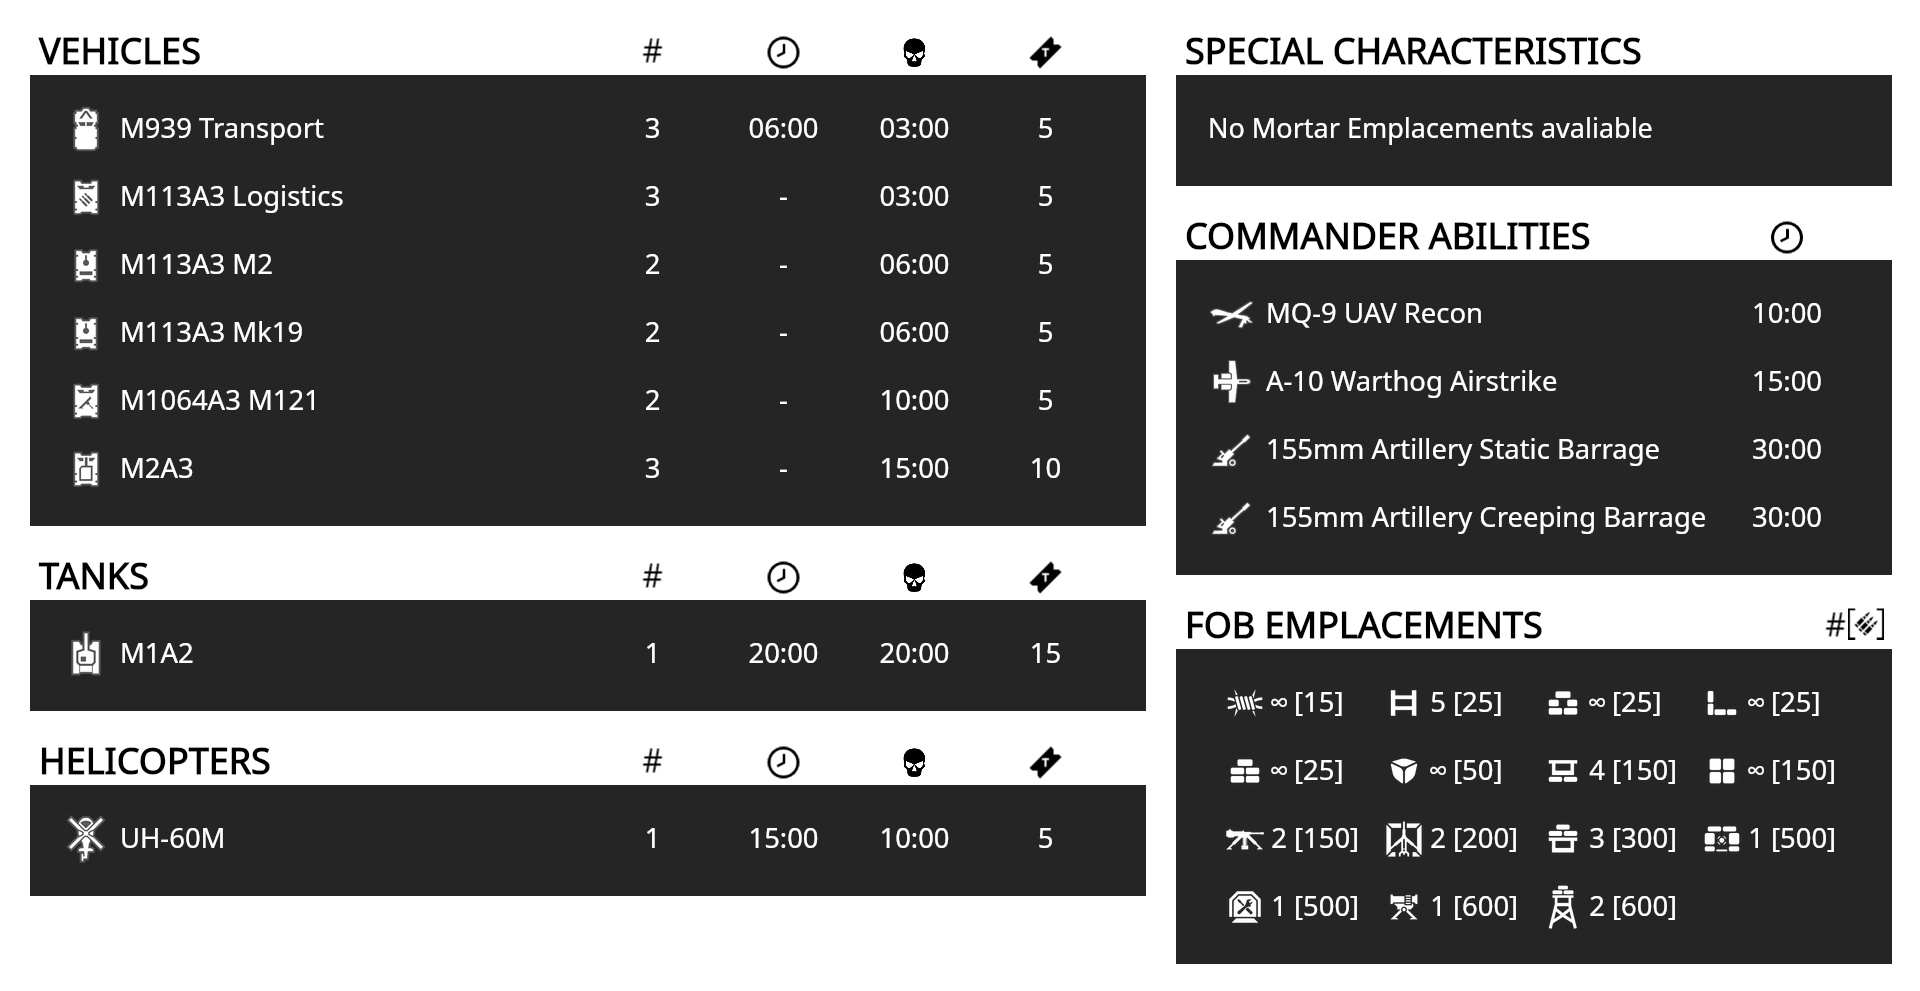 VEHICLES #
M939 Transport 3 06:00 03:00 5
M113A3 Logistics 3 - 03:00 5
M113A3 M2 2 - 06:00 5
M113A3 Mk19 2 - 06:00 5
M1064A3 M121 2 - 10:00 5
M2A3 3 - 15:00 10
TANKS #
M1A2 1 20:00 20:00 15
HELICOPTERS #
UH-60M 1 15:00 10:00 5
SPECIAL CHARACTERISTICS
No Mortar Emplacements avaliable
COMMANDER ABILITIES
MQ-9 UAV Recon 10:00
A-10 Warthog Airstrike 15:00
155mm Artillery Static Barrage 30:00
155mm Artillery Creeping Barrage 30:00
FOB EMPLACEMENTS #[ ]
∞ [15] 5 [25] ∞ [25] ∞ [25]
∞ [25] ∞ [50] 4 [150] ∞ [150]
2 [150] 2 [200] 3 [300] 1 [500]
1 [500] 1 [600] 2 [600]